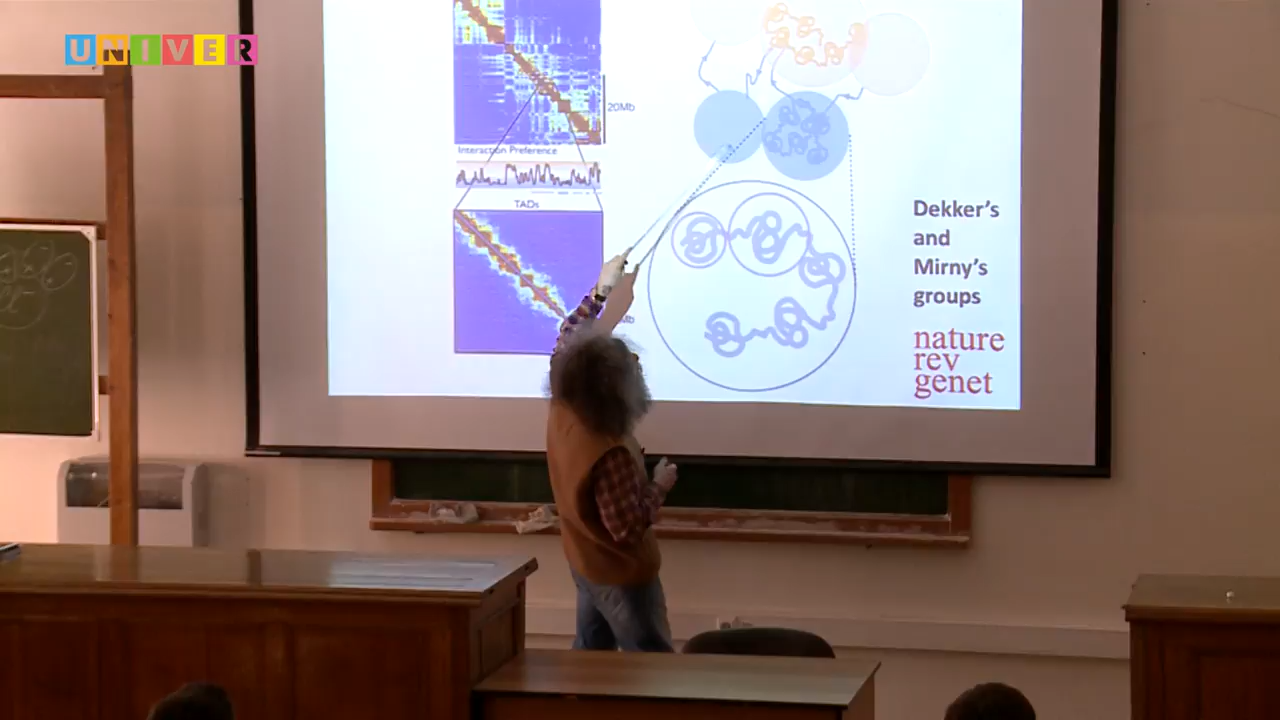 UNIVER
20Mb
Interaction Preference
TADs
Dekker's
and
Mirny's
groups
nature
rev
genet